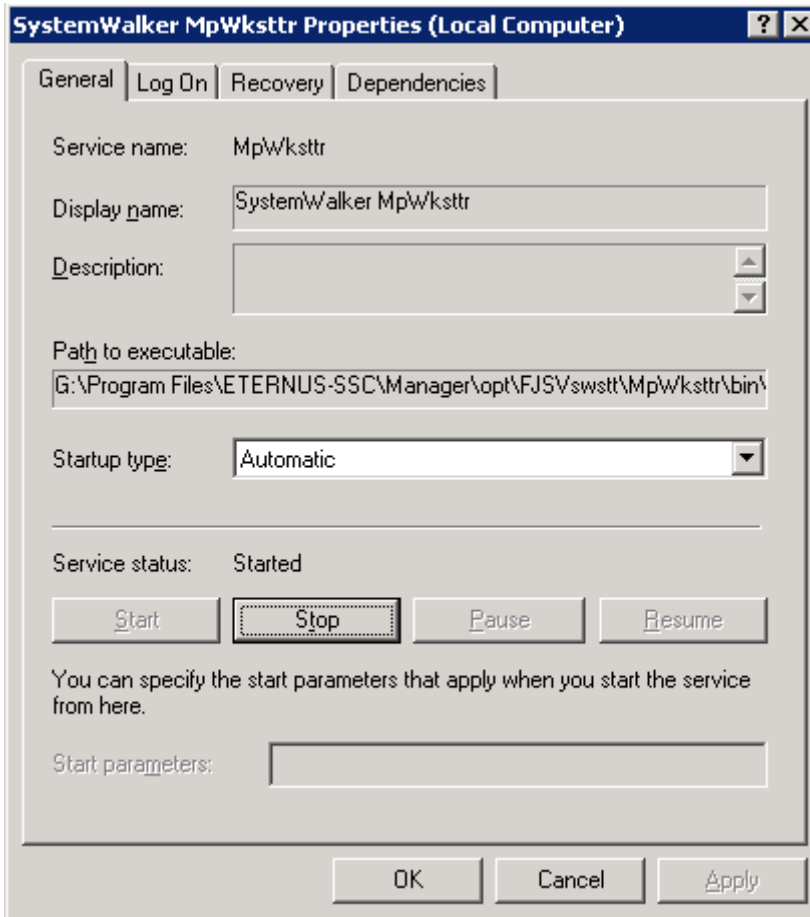 SystemWalker MpWksttr Properties (Local Computer)
General Log On Recovery Dependencies
Service name: MpWksttr
Display name: SystemWalker MpWksttr
Description:
Path to executable:
G:\Program Files\ETERNUS-SSC\Manager\opt\FJSVswstt\MpWksttr\bin\
Startup type: Automatic
Service status: Started
Start Stop Pause Resume
You can specify the start parameters that apply when you start the service
from here.
Start parameters:
OK Cancel Apply